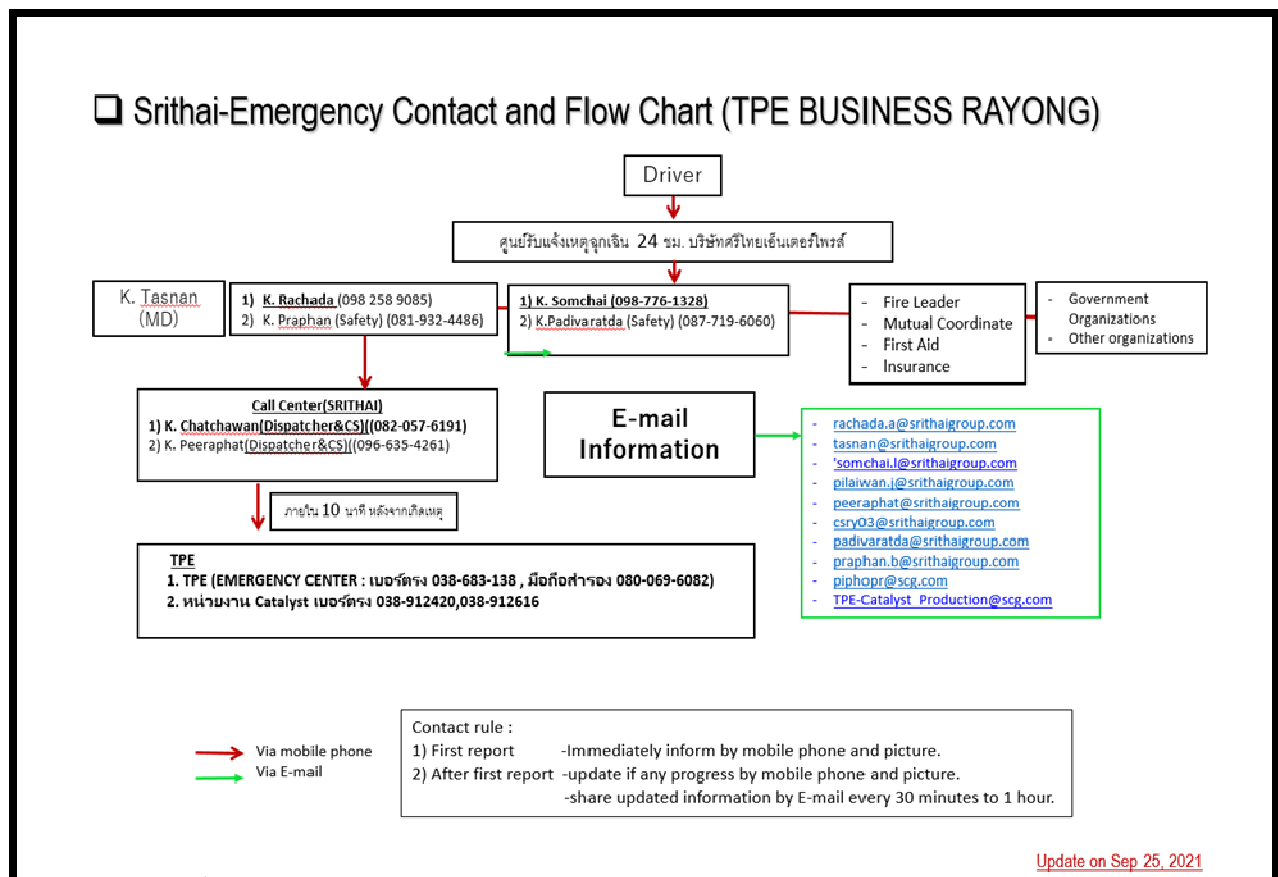 Srithai-Emergency Contact and Flow Chart (TPE BUSINESS RAYONG)
Driver
ศูนย์รับแจ้งเหตุฉุกเฉิน 24 ชม. บริษัทศรีไทยเอ็นเตอร์ไพรส์
K. Tasnan
(MD)
1) K. Rachada (098 258 9085)
2) K. Praphan (Safety) (081-932-4486)
1) K. Somchai (098-776-1328)
2) K.Padivaratda (Safety) (087-719-6060)
- Fire Leader
- Mutual Coordinate
- First Aid
- Insurance
- Government
Organizations
- Other organizations
Call Center(SRITHAI)
1) K. Chatchawan(Dispatcher&CS)((082-057-6191)
2) K. Peeraphat(Dispatcher&CS)((096-635-4261)
E-mail
Information
- rachada.a@srithaigroup.com
- tasnan@srithaigroup.com
- 'somchai.l@srithaigroup.com
- pilaiwan.j@srithaigroup.com
- peeraphat@srithaigroup.com
- csry03@srithaigroup.com
- padivaratda@srithaigroup.com
- praphan.b@srithaigroup.com
- piphopr@scg.com
- TPE-Catalyst_Production@scg.com
ภายใน 10 นาที หลังจากเกิดเหตุ
TPE
1. TPE (EMERGENCY CENTER : เบอร์ตรง 038-683-138 , มือถือสำรอง 080-069-6082)
2. หน่วยงาน Catalyst เบอร์ตรง 038-912420,038-912616
Via mobile phone
Via E-mail
Contact rule :
1) First report -Immediately inform by mobile phone and picture.
2) After first report -update if any progress by mobile phone and picture.
-share updated information by E-mail every 30 minutes to 1 hour.
Update on Sep 25, 2021